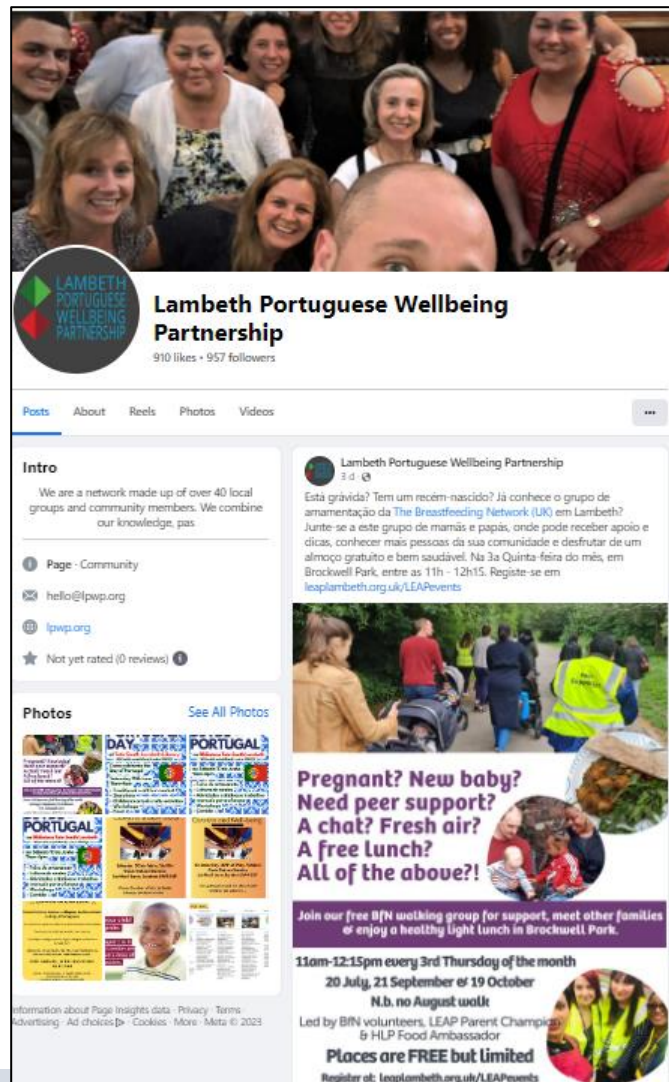 LAMBETH
PORTUGUESE
WELLBEING
PARTNERSHIP
Lambeth Portuguese Wellbeing
Partnership
910 likes • 957 followers
Posts
About
Reels
Photos
Videos
Intro
We are a network made up of over 40 local
groups and community members. We combine
our knowledge, pas
Page · Community
hello@lpwp.org
lpwp.org
Not yet rated (0 reviews)
Photos
See All Photos
DAY
PORTUGAL
PORTUGAL
Information about Page Insights data · Privacy · Terms ·
Advertising · Ad choices · Cookies · More · Meta © 2023
Lambeth Portuguese Wellbeing Partnership
3 d
Está grávida? Tem um recém-nascido? Já conhece o grupo de
amamentação da The Breastfeeding Network (UK) em Lambeth?
Junte-se a este grupo de mamãs e papás, onde pode receber apoio e
dicas, conhecer mais pessoas da sua comunidade e desfrutar de um
almoço gratuito e bem saudável. Na 3a Quinta-feira do mês, em
Brockwell Park, entre as 11h - 12h15. Registe-se em
leaplambeth.org.uk/LEAPevents
Pregnant? New baby?
Need peer support?
A chat? Fresh air?
A free lunch?
All of the above?!
Join our free BfN walking group for support, meet other families
& enjoy a healthy light lunch in Brockwell Park.
11am-12:15pm every 3rd Thursday of the month
20 July, 21 September & 19 October
N.b. no August walk
Led by BfN volunteers, LEAP Parent Champion
& HLP Food Ambassador
Places are FREE but limited
Register at: leaplambeth.org.uk/LEAPevents